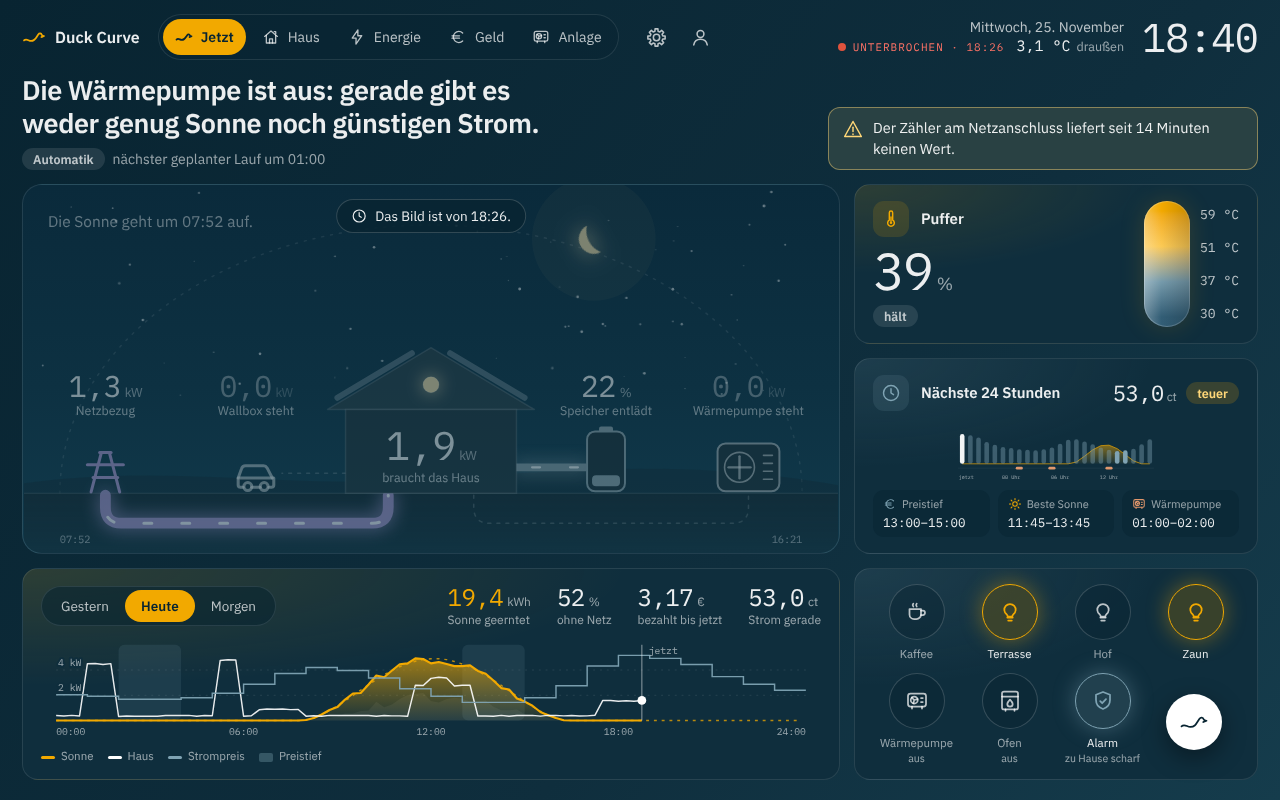 Duck Curve
Jetzt
Haus
Energie
Geld
Anlage
Mittwoch, 25. November
UNTERBROCHEN · 18:26
3,1 °C draußen
18:40
Die Wärmepumpe ist aus: gerade gibt es
weder genug Sonne noch günstigen Strom.
Automatik
nächster geplanter Lauf um 01:00
Der Zähler am Netzanschluss liefert seit 14 Minuten
keinen Wert.
Die Sonne geht um 07:52 auf.
Das Bild ist von 18:26.
1,3 kW
Netzbezug
0,0 kW
Wallbox steht
1,9 kW
braucht das Haus
22 %
Speicher entlädt
0,0 kW
Wärmepumpe steht
07:52
16:21
Puffer
39 %
hält
59 °C
51 °C
37 °C
30 °C
Nächste 24 Stunden
53,0 ct
teuer
jetzt
00 Uhr
06 Uhr
12 Uhr
Preistief
13:00–15:00
Beste Sonne
11:45–13:45
Wärmepumpe
01:00–02:00
Gestern
Heute
Morgen
19,4 kWh
Sonne geerntet
52 %
ohne Netz
3,17 €
bezahlt bis jetzt
53,0 ct
Strom gerade
4 kW
2 kW
jetzt
00:00
06:00
12:00
18:00
24:00
Sonne
Haus
Strompreis
Preistief
Kaffee
Terrasse
Hof
Zaun
Wärmepumpe
aus
Ofen
aus
Alarm
zu Hause scharf